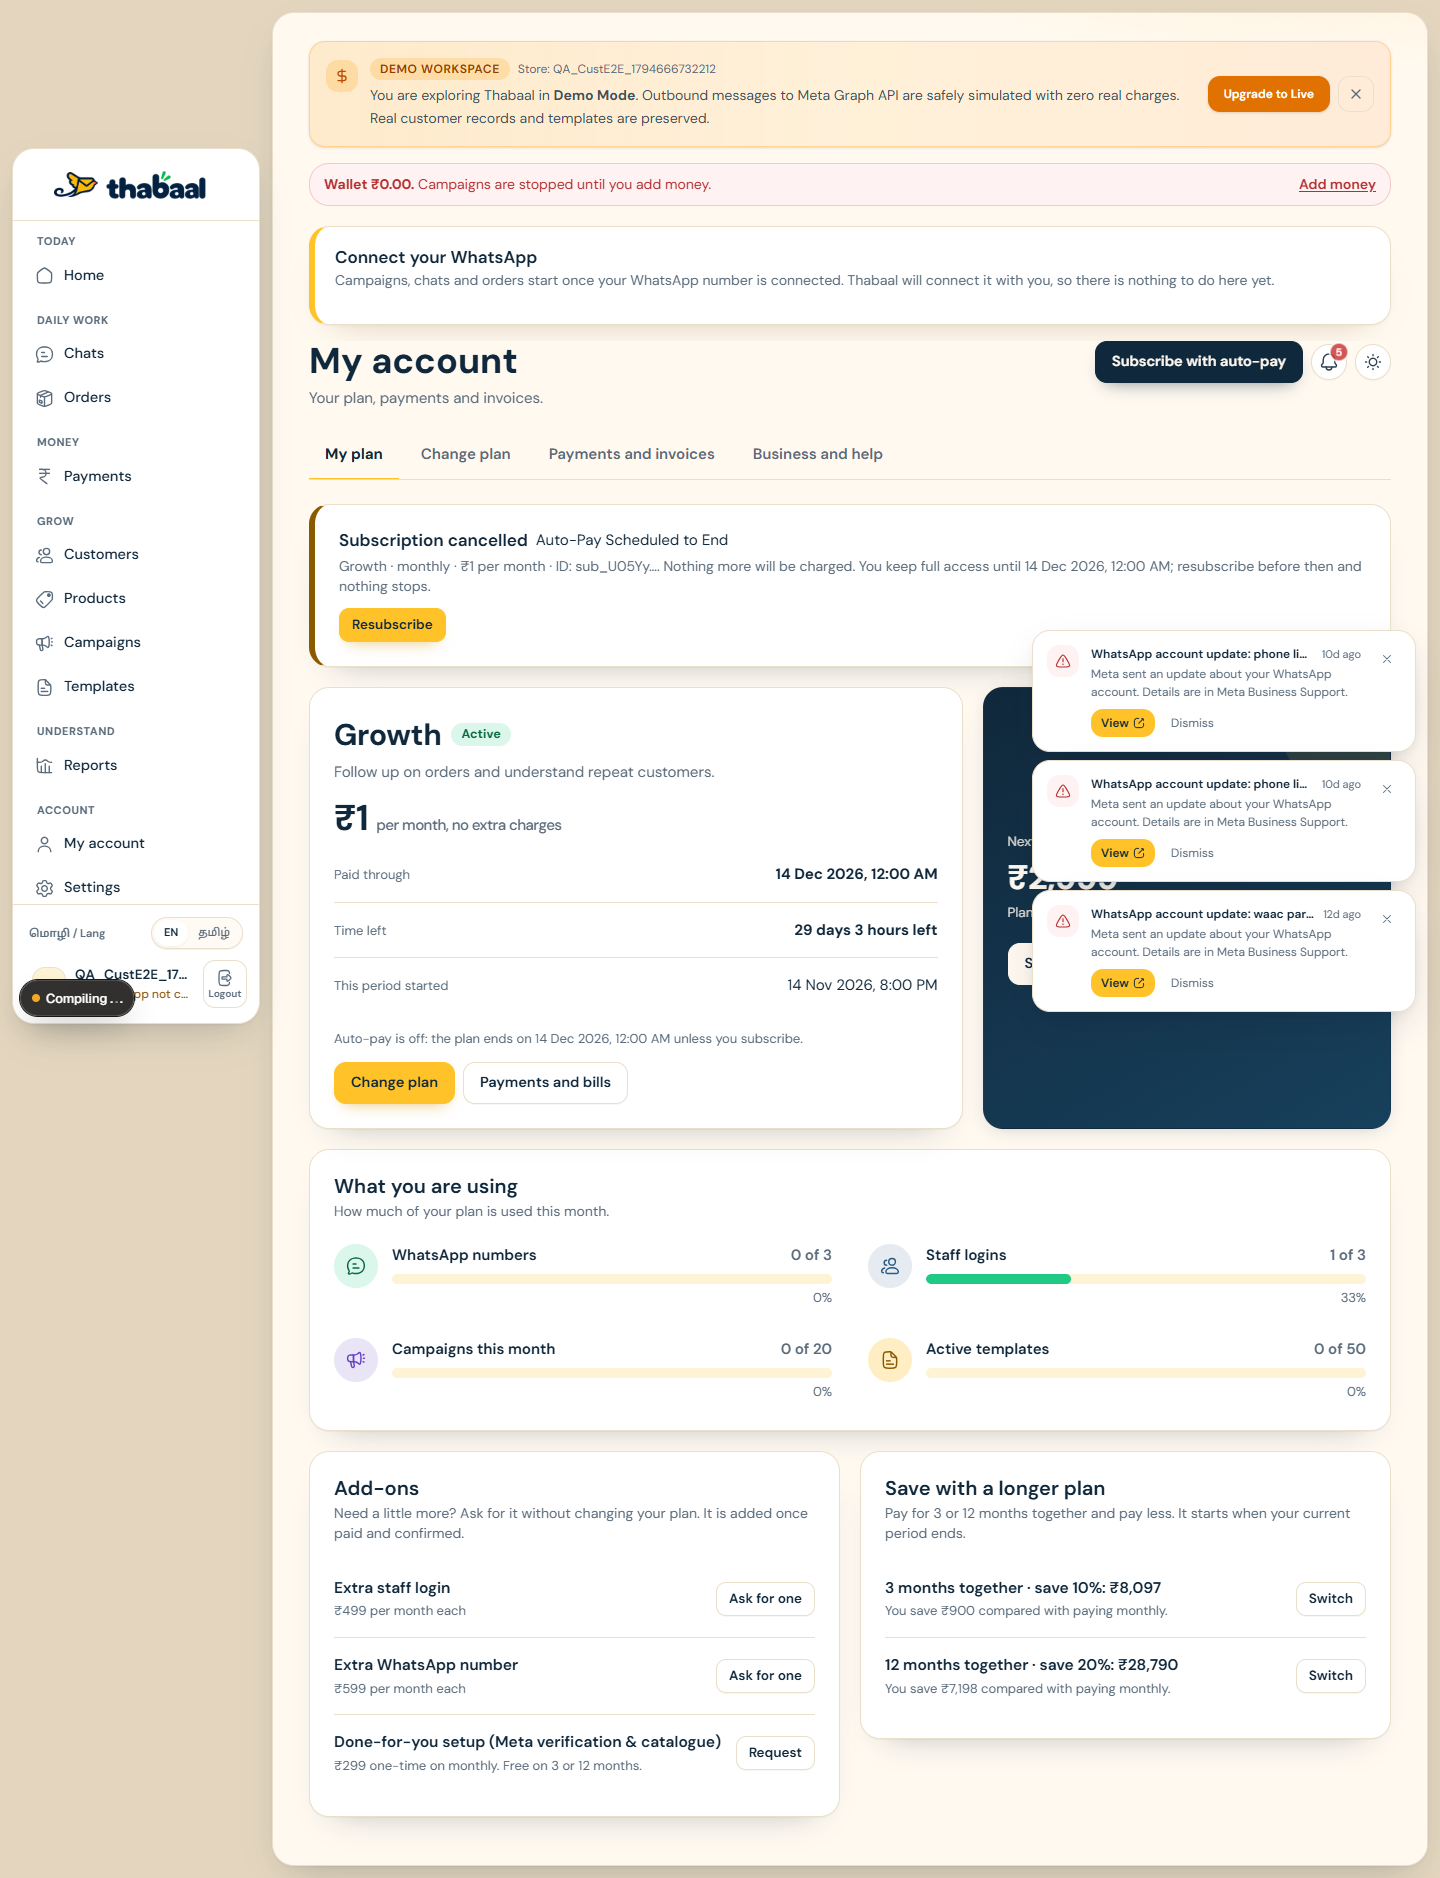 thabaal
TODAY
Home
DAILY WORK
Chats
Orders
MONEY
Payments
GROW
Customers
Products
Campaigns
Templates
UNDERSTAND
Reports
ACCOUNT
My account
Settings
மொழி / Lang
EN
தமிழ்
QA_CustE2E_17...
pp not c...
Logout
Compiling ...
DEMO WORKSPACE
Store: QA_CustE2E_1794666732212
You are exploring Thabaal in Demo Mode. Outbound messages to Meta Graph API are safely simulated with zero real charges.
Real customer records and templates are preserved.
Upgrade to Live
Wallet ₹0.00. Campaigns are stopped until you add money.
Add money
Connect your WhatsApp
Campaigns, chats and orders start once your WhatsApp number is connected. Thabaal will connect it with you, so there is nothing to do here yet.
My account
Your plan, payments and invoices.
Subscribe with auto-pay
5
My plan
Change plan
Payments and invoices
Business and help
Subscription cancelled Auto-Pay Scheduled to End
Growth · monthly · ₹1 per month · ID: sub_U05Yy.... Nothing more will be charged. You keep full access until 14 Dec 2026, 12:00 AM; resubscribe before then and
nothing stops.
Resubscribe
Growth
Active
Follow up on orders and understand repeat customers.
₹1 per month, no extra charges
Paid through
14 Dec 2026, 12:00 AM
Time left
29 days 3 hours left
This period started
14 Nov 2026, 8:00 PM
Auto-pay is off: the plan ends on 14 Dec 2026, 12:00 AM unless you subscribe.
Change plan
Payments and bills
WhatsApp account update: phone li...
10d ago
Meta sent an update about your WhatsApp
account. Details are in Meta Business Support.
View
Dismiss
WhatsApp account update: phone li...
10d ago
Meta sent an update about your WhatsApp
account. Details are in Meta Business Support.
View
Dismiss
WhatsApp account update: waac par...
12d ago
Meta sent an update about your WhatsApp
account. Details are in Meta Business Support.
View
Dismiss
What you are using
How much of your plan is used this month.
WhatsApp numbers
0 of 3
0%
Staff logins
1 of 3
33%
Campaigns this month
0 of 20
0%
Active templates
0 of 50
0%
Add-ons
Need a little more? Ask for it without changing your plan. It is added once
paid and confirmed.
Extra staff login
₹499 per month each
Ask for one
Extra WhatsApp number
₹599 per month each
Ask for one
Done-for-you setup (Meta verification & catalogue)
₹299 one-time on monthly. Free on 3 or 12 months.
Request
Save with a longer plan
Pay for 3 or 12 months together and pay less. It starts when your current
period ends.
3 months together · save 10%: ₹8,097
You save ₹900 compared with paying monthly.
Switch
12 months together · save 20%: ₹28,790
You save ₹7,198 compared with paying monthly.
Switch